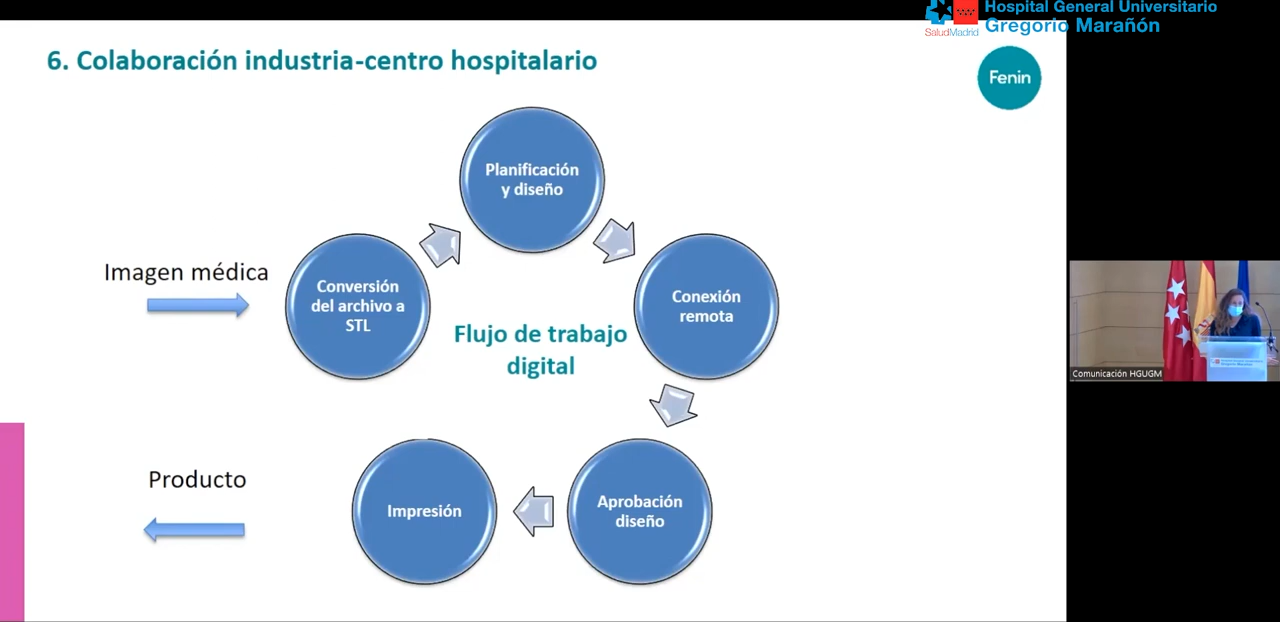 Hospital General Universitario
Gregorio Marañón
SaludMadrid
6. Colaboración industria-centro hospitalario
Fenin
Planificación
y diseño
Imagen médica
Conversión
del archivo a
STL
Conexión
remota
Flujo de trabajo
digital
Producto
Impresión
Aprobación
diseño
Comunicación HGUGM